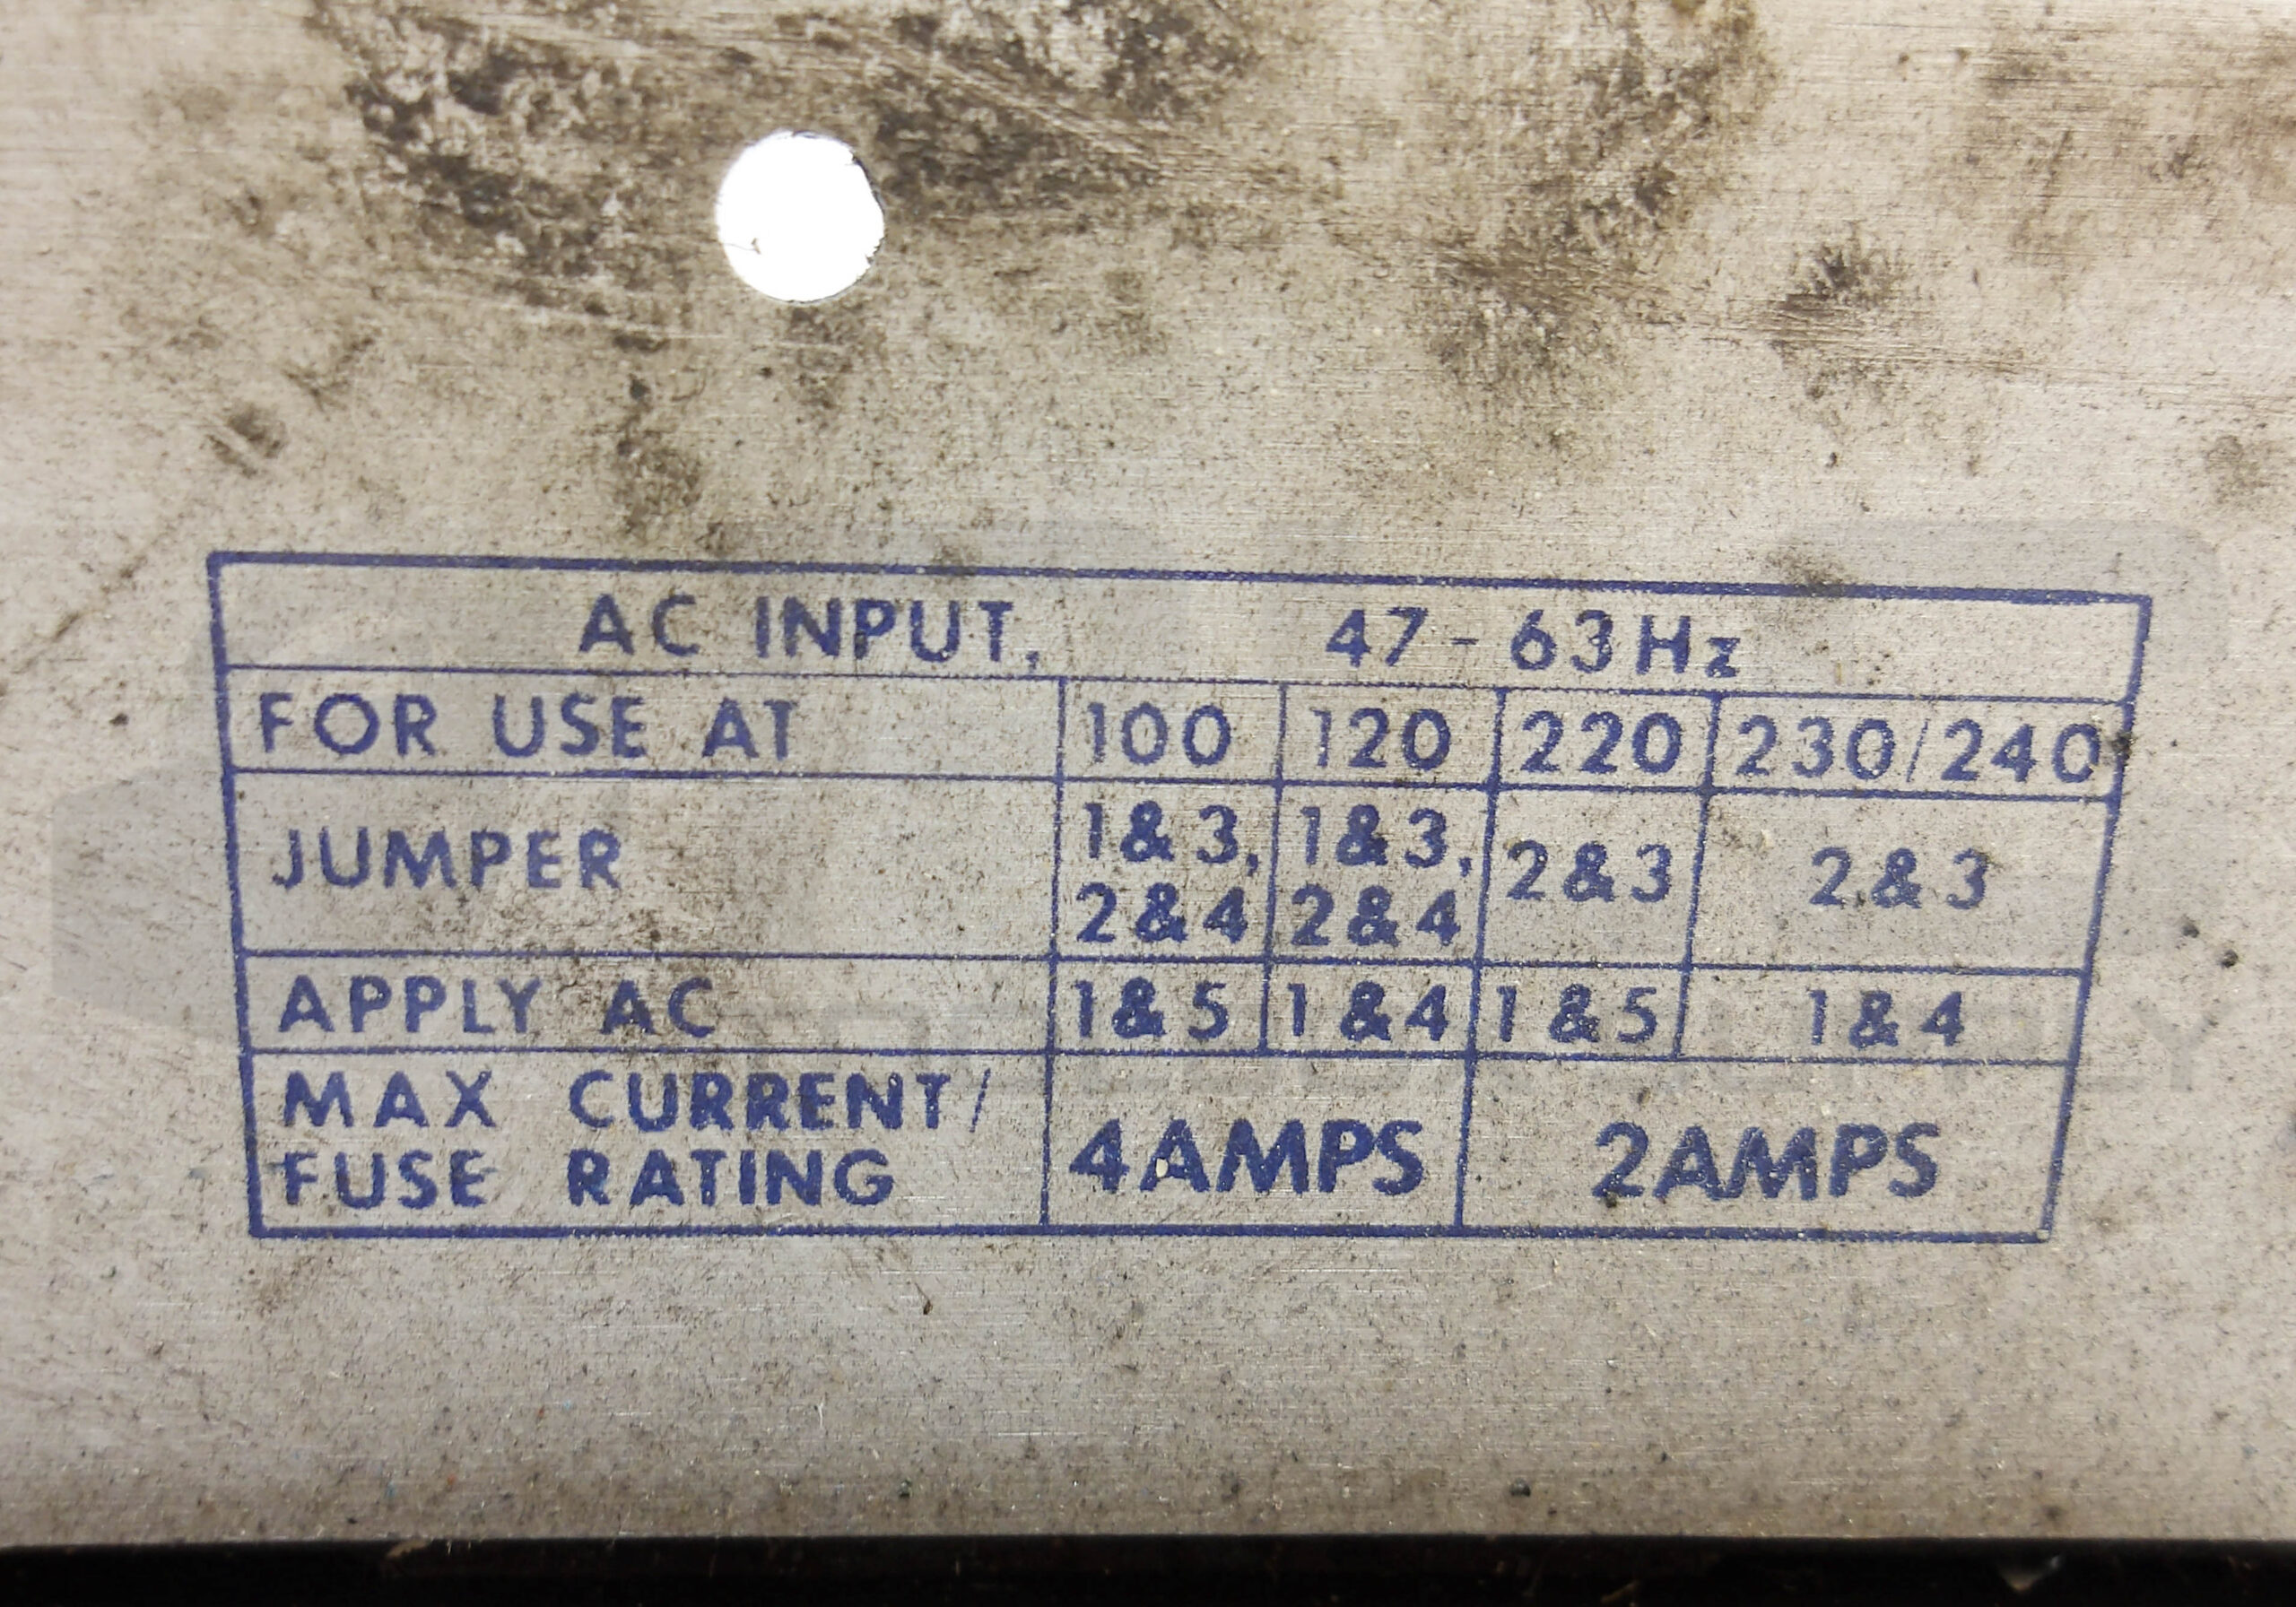 AC INPUT, 47-63Hz
FOR USE AT 100 120 220 230/240
JUMPER 1&3, 2&4 1&3, 2&4 2&3 2&3
APPLY AC 1&5 1&4 1&5 1&4
MAX CURRENT/
FUSE RATING 4AMPS 2AMPS